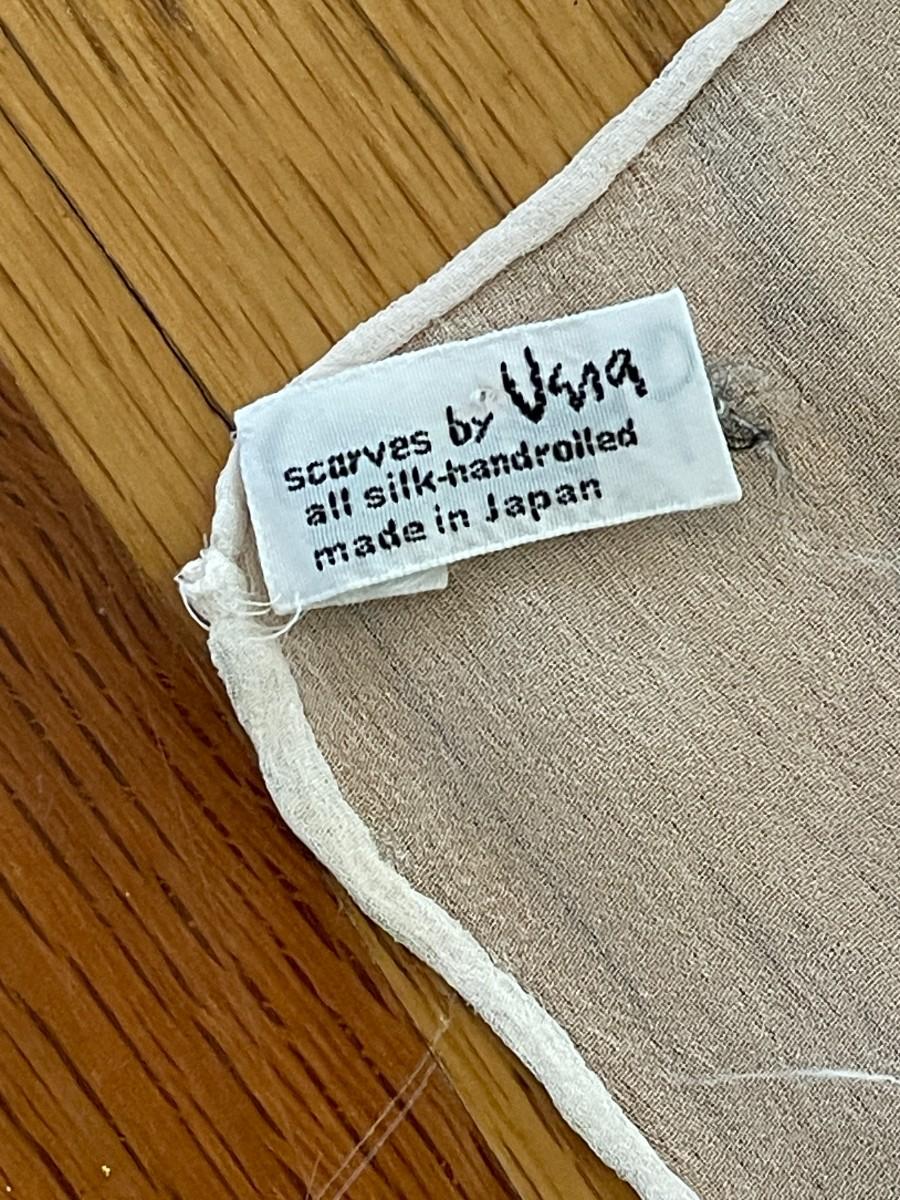 scarves by Vera
all silk-handrolled
made in Japan